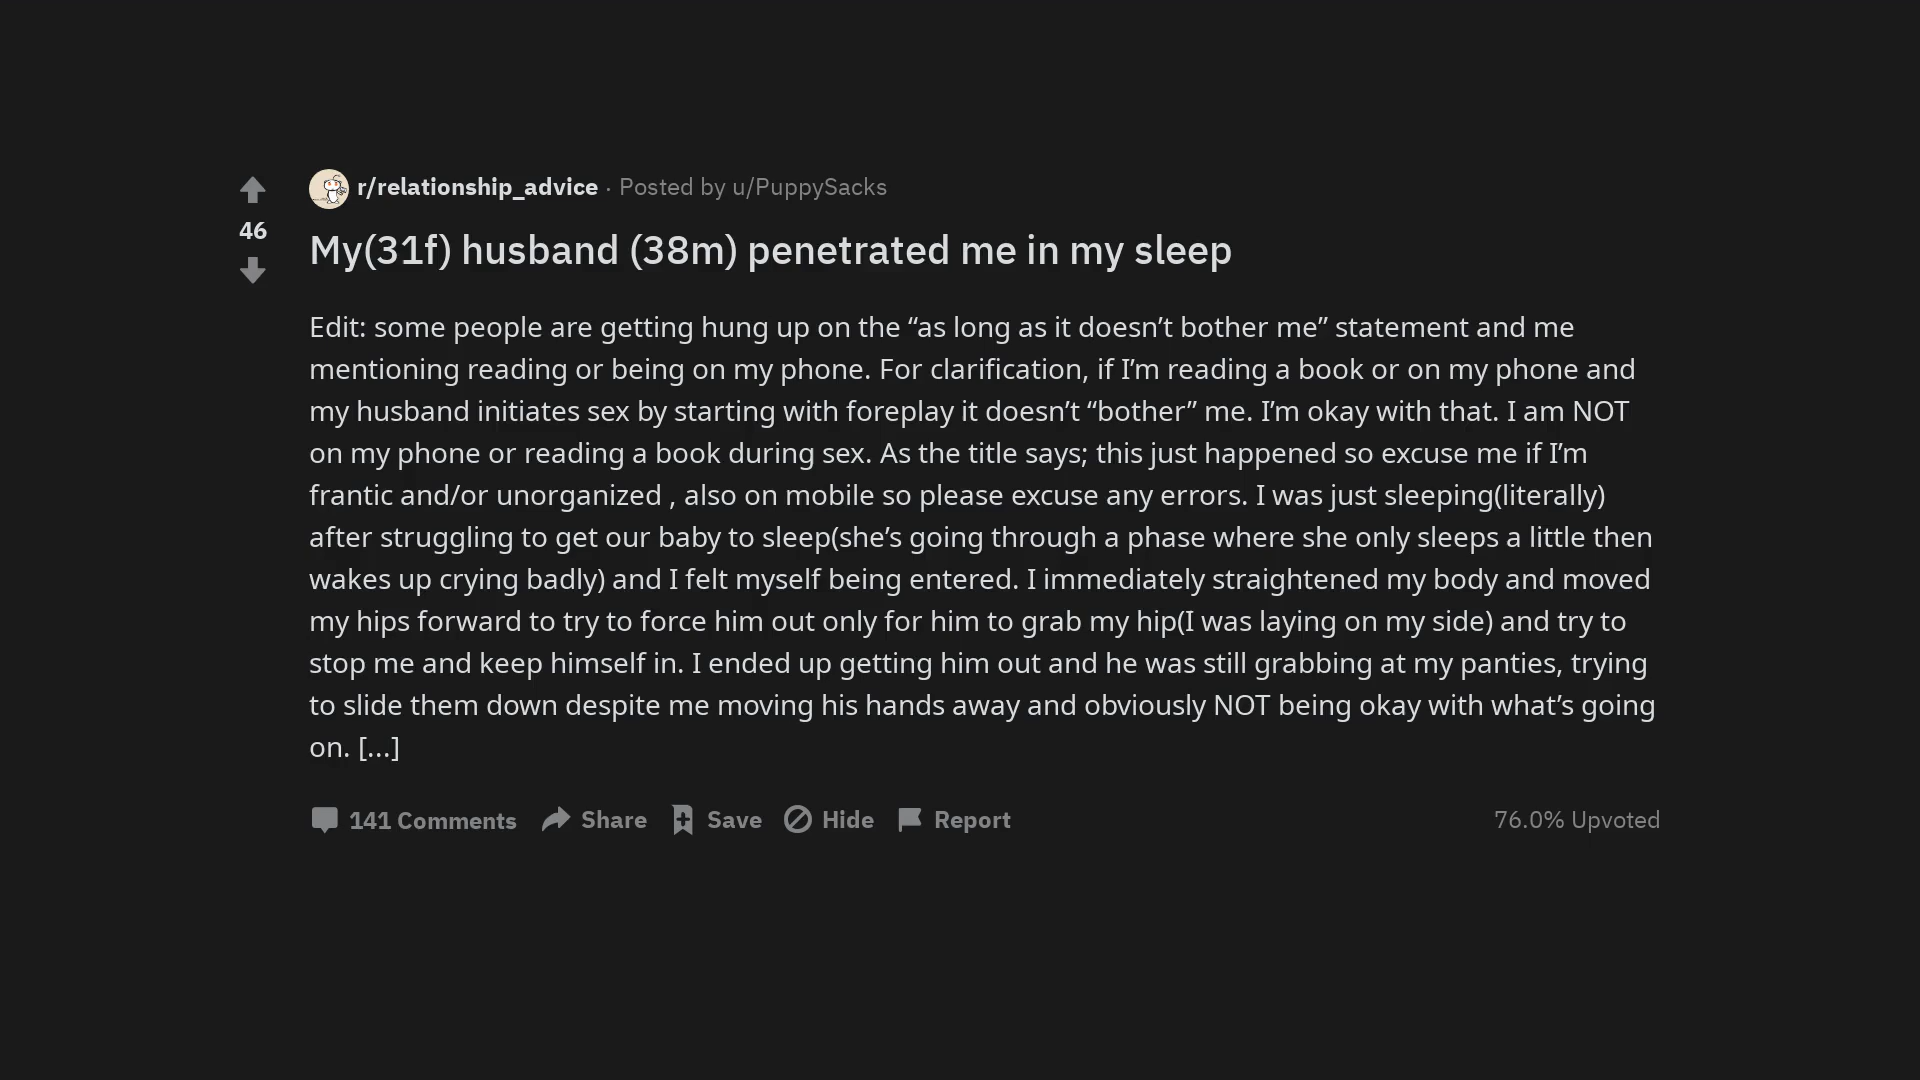 r/relationship_advice · Posted by u/PuppySacks
46
My(31f) husband (38m) penetrated me in my sleep
Edit: some people are getting hung up on the “as long as it doesn’t bother me” statement and me
mentioning reading or being on my phone. For clarification, if I’m reading a book or on my phone and
my husband initiates sex by starting with foreplay it doesn’t “bother” me. I’m okay with that. I am NOT
on my phone or reading a book during sex. As the title says; this just happened so excuse me if I’m
frantic and/or unorganized , also on mobile so please excuse any errors. I was just sleeping(literally)
after struggling to get our baby to sleep(she’s going through a phase where she only sleeps a little then
wakes up crying badly) and I felt myself being entered. I immediately straightened my body and moved
my hips forward to try to force him out only for him to grab my hip(I was laying on my side) and try to
stop me and keep himself in. I ended up getting him out and he was still grabbing at my panties, trying
to slide them down despite me moving his hands away and obviously NOT being okay with what’s going
on. [...]
141 Comments Share Save Hide Report 76.0% Upvoted